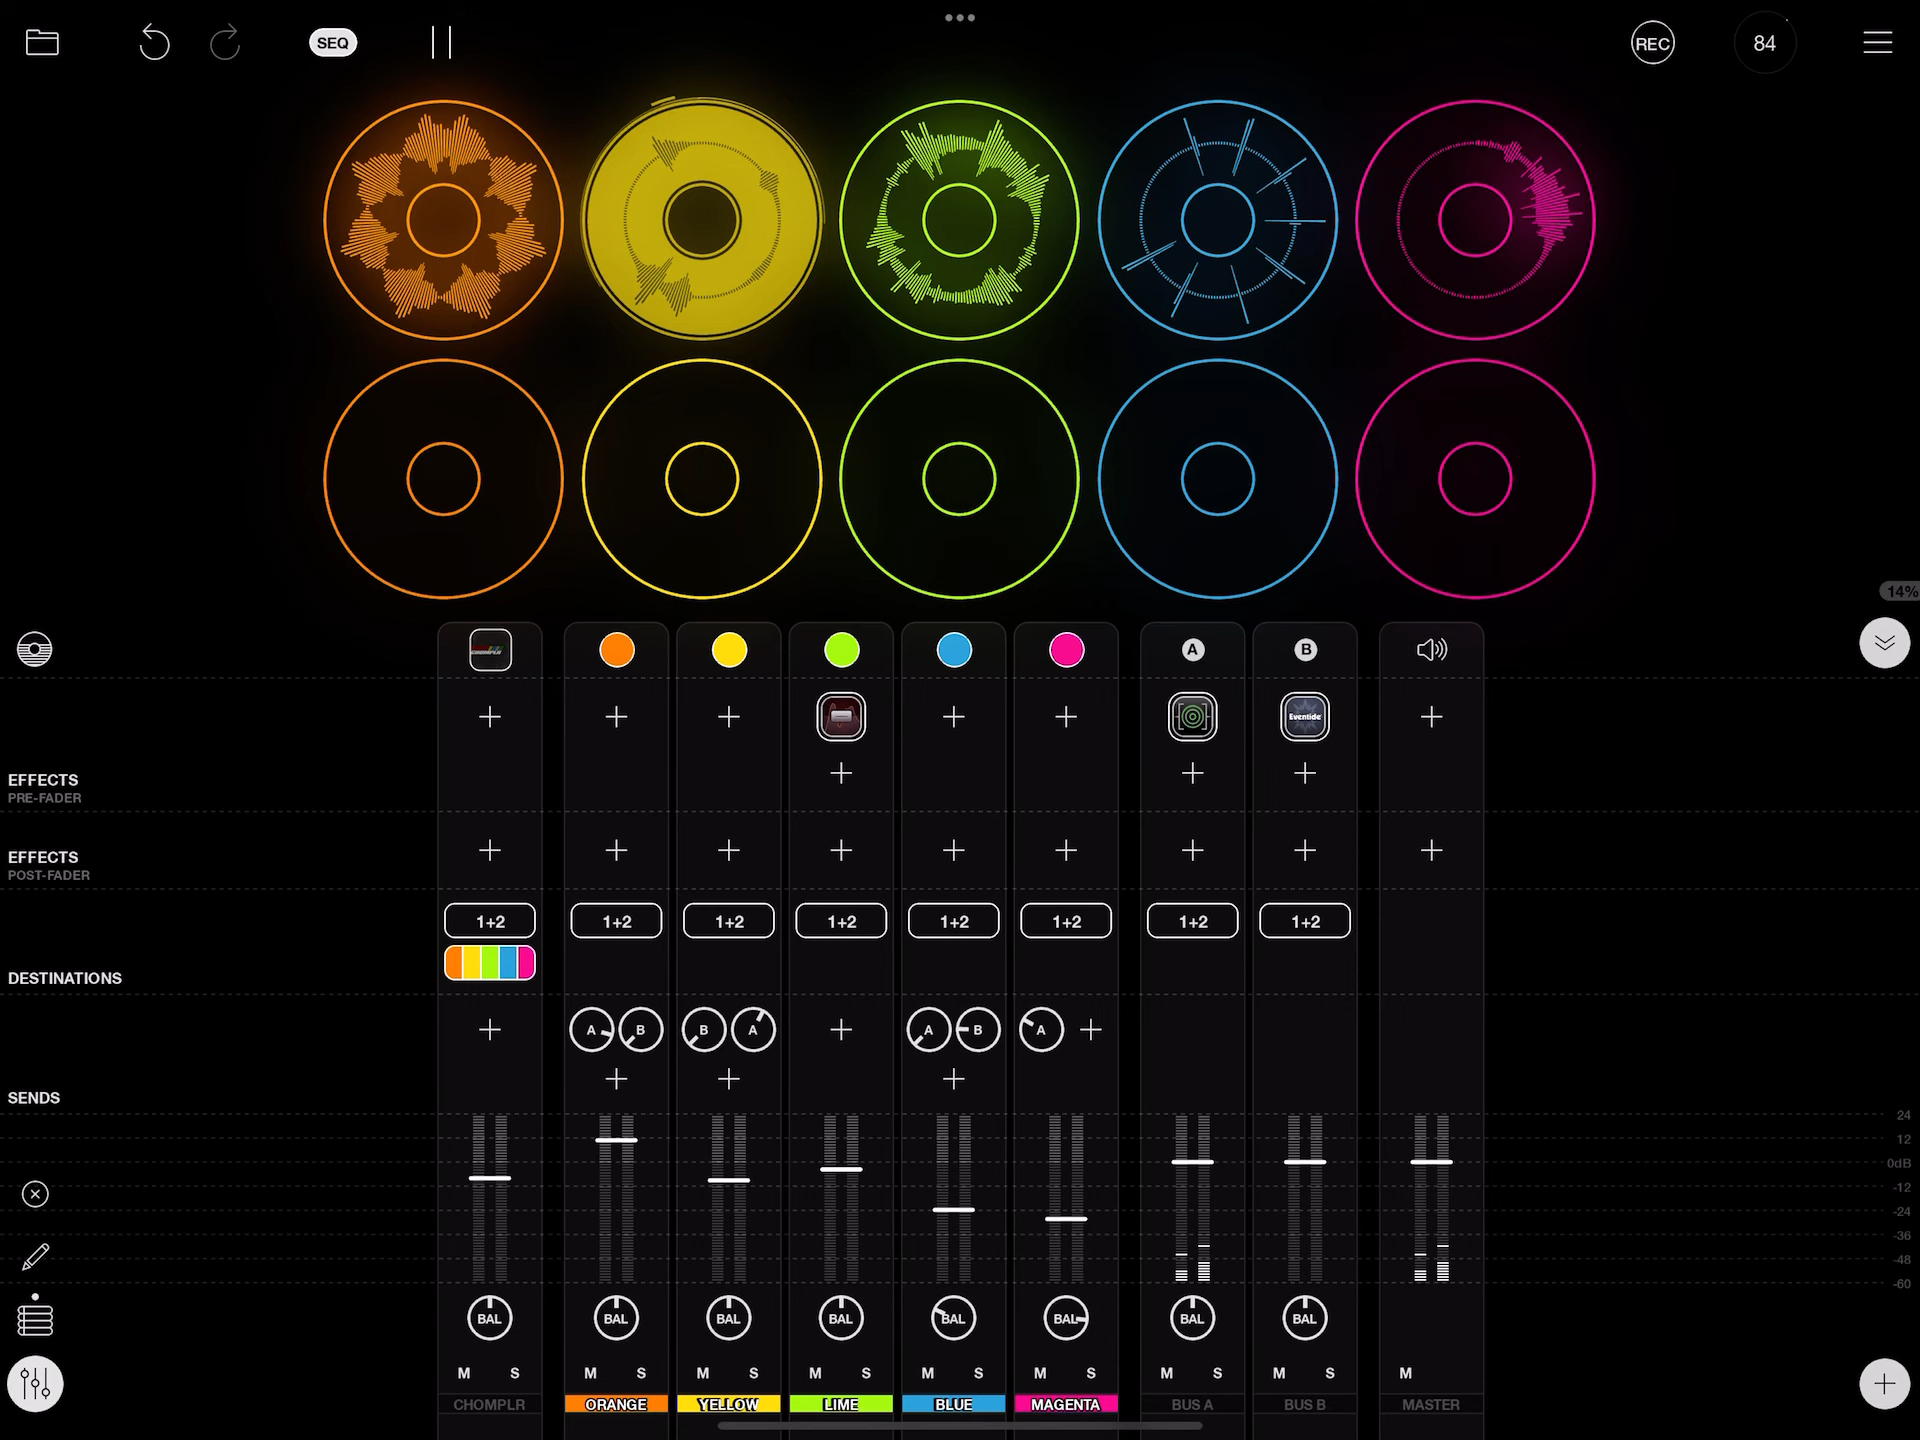 SEQ
REC
84
14%
CHOMPLR
A
B
Eventide
EFFECTS
PRE-FADER
EFFECTS
POST-FADER
1+2 1+2 1+2 1+2 1+2 1+2 1+2 1+2
DESTINATIONS
A B B A A B A
SENDS
24
12
0dB
-12
-24
-36
-48
-60
BAL BAL BAL BAL BAL BAL BAL BAL
M S M S M S M S M S M S M S M S M
CHOMPLR ORANGE YELLOW LIME BLUE MAGENTA BUS A BUS B MASTER